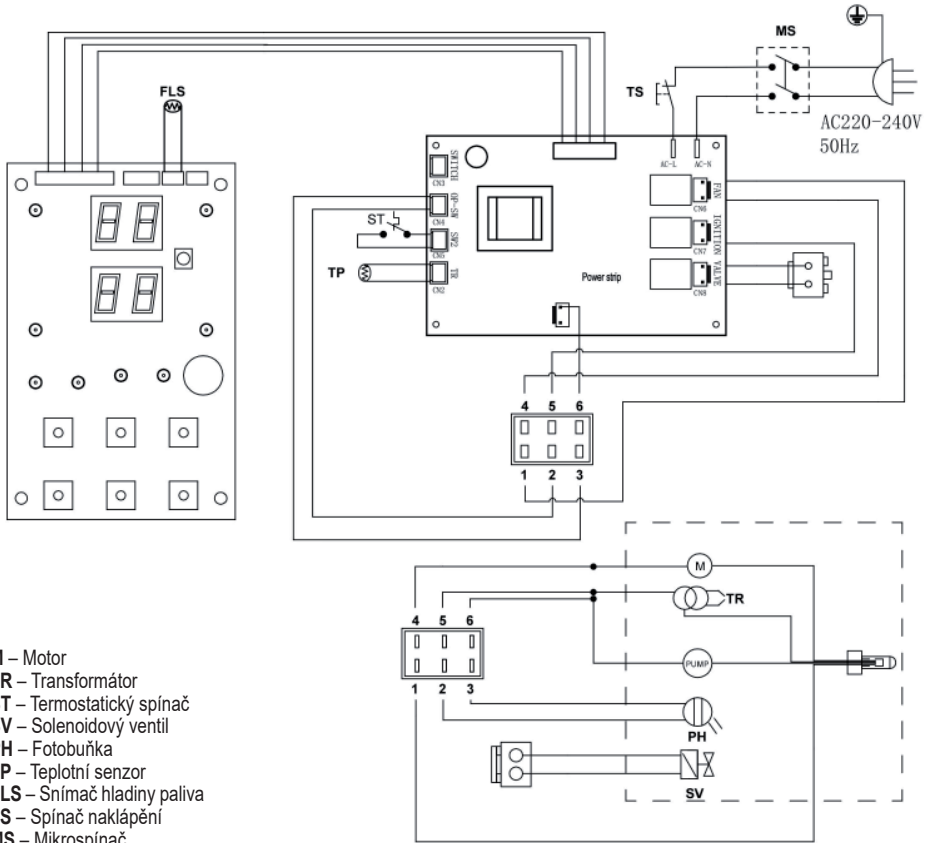 MS
FLS
TS
AC220-240V
50Hz
AC-L
AC-N
SWITCH
CN3
OP-SW
CN4
ST
SW2
CN5
TP
TR
CN2
FAN
CN6
IGNITION
CN7
VALVE
CN8
Power strip
4 5 6
1 2 3
M
TR
4 5 6
PUMP
1 2 3
PH
SV
– Motor
R – Transformátor
T – Termostatický spínač
V – Solenoidový ventil
H – Fotobuňka
P – Teplotní senzor
LS – Snímač hladiny paliva
S – Spínač naklápění
S – Mikrospínač